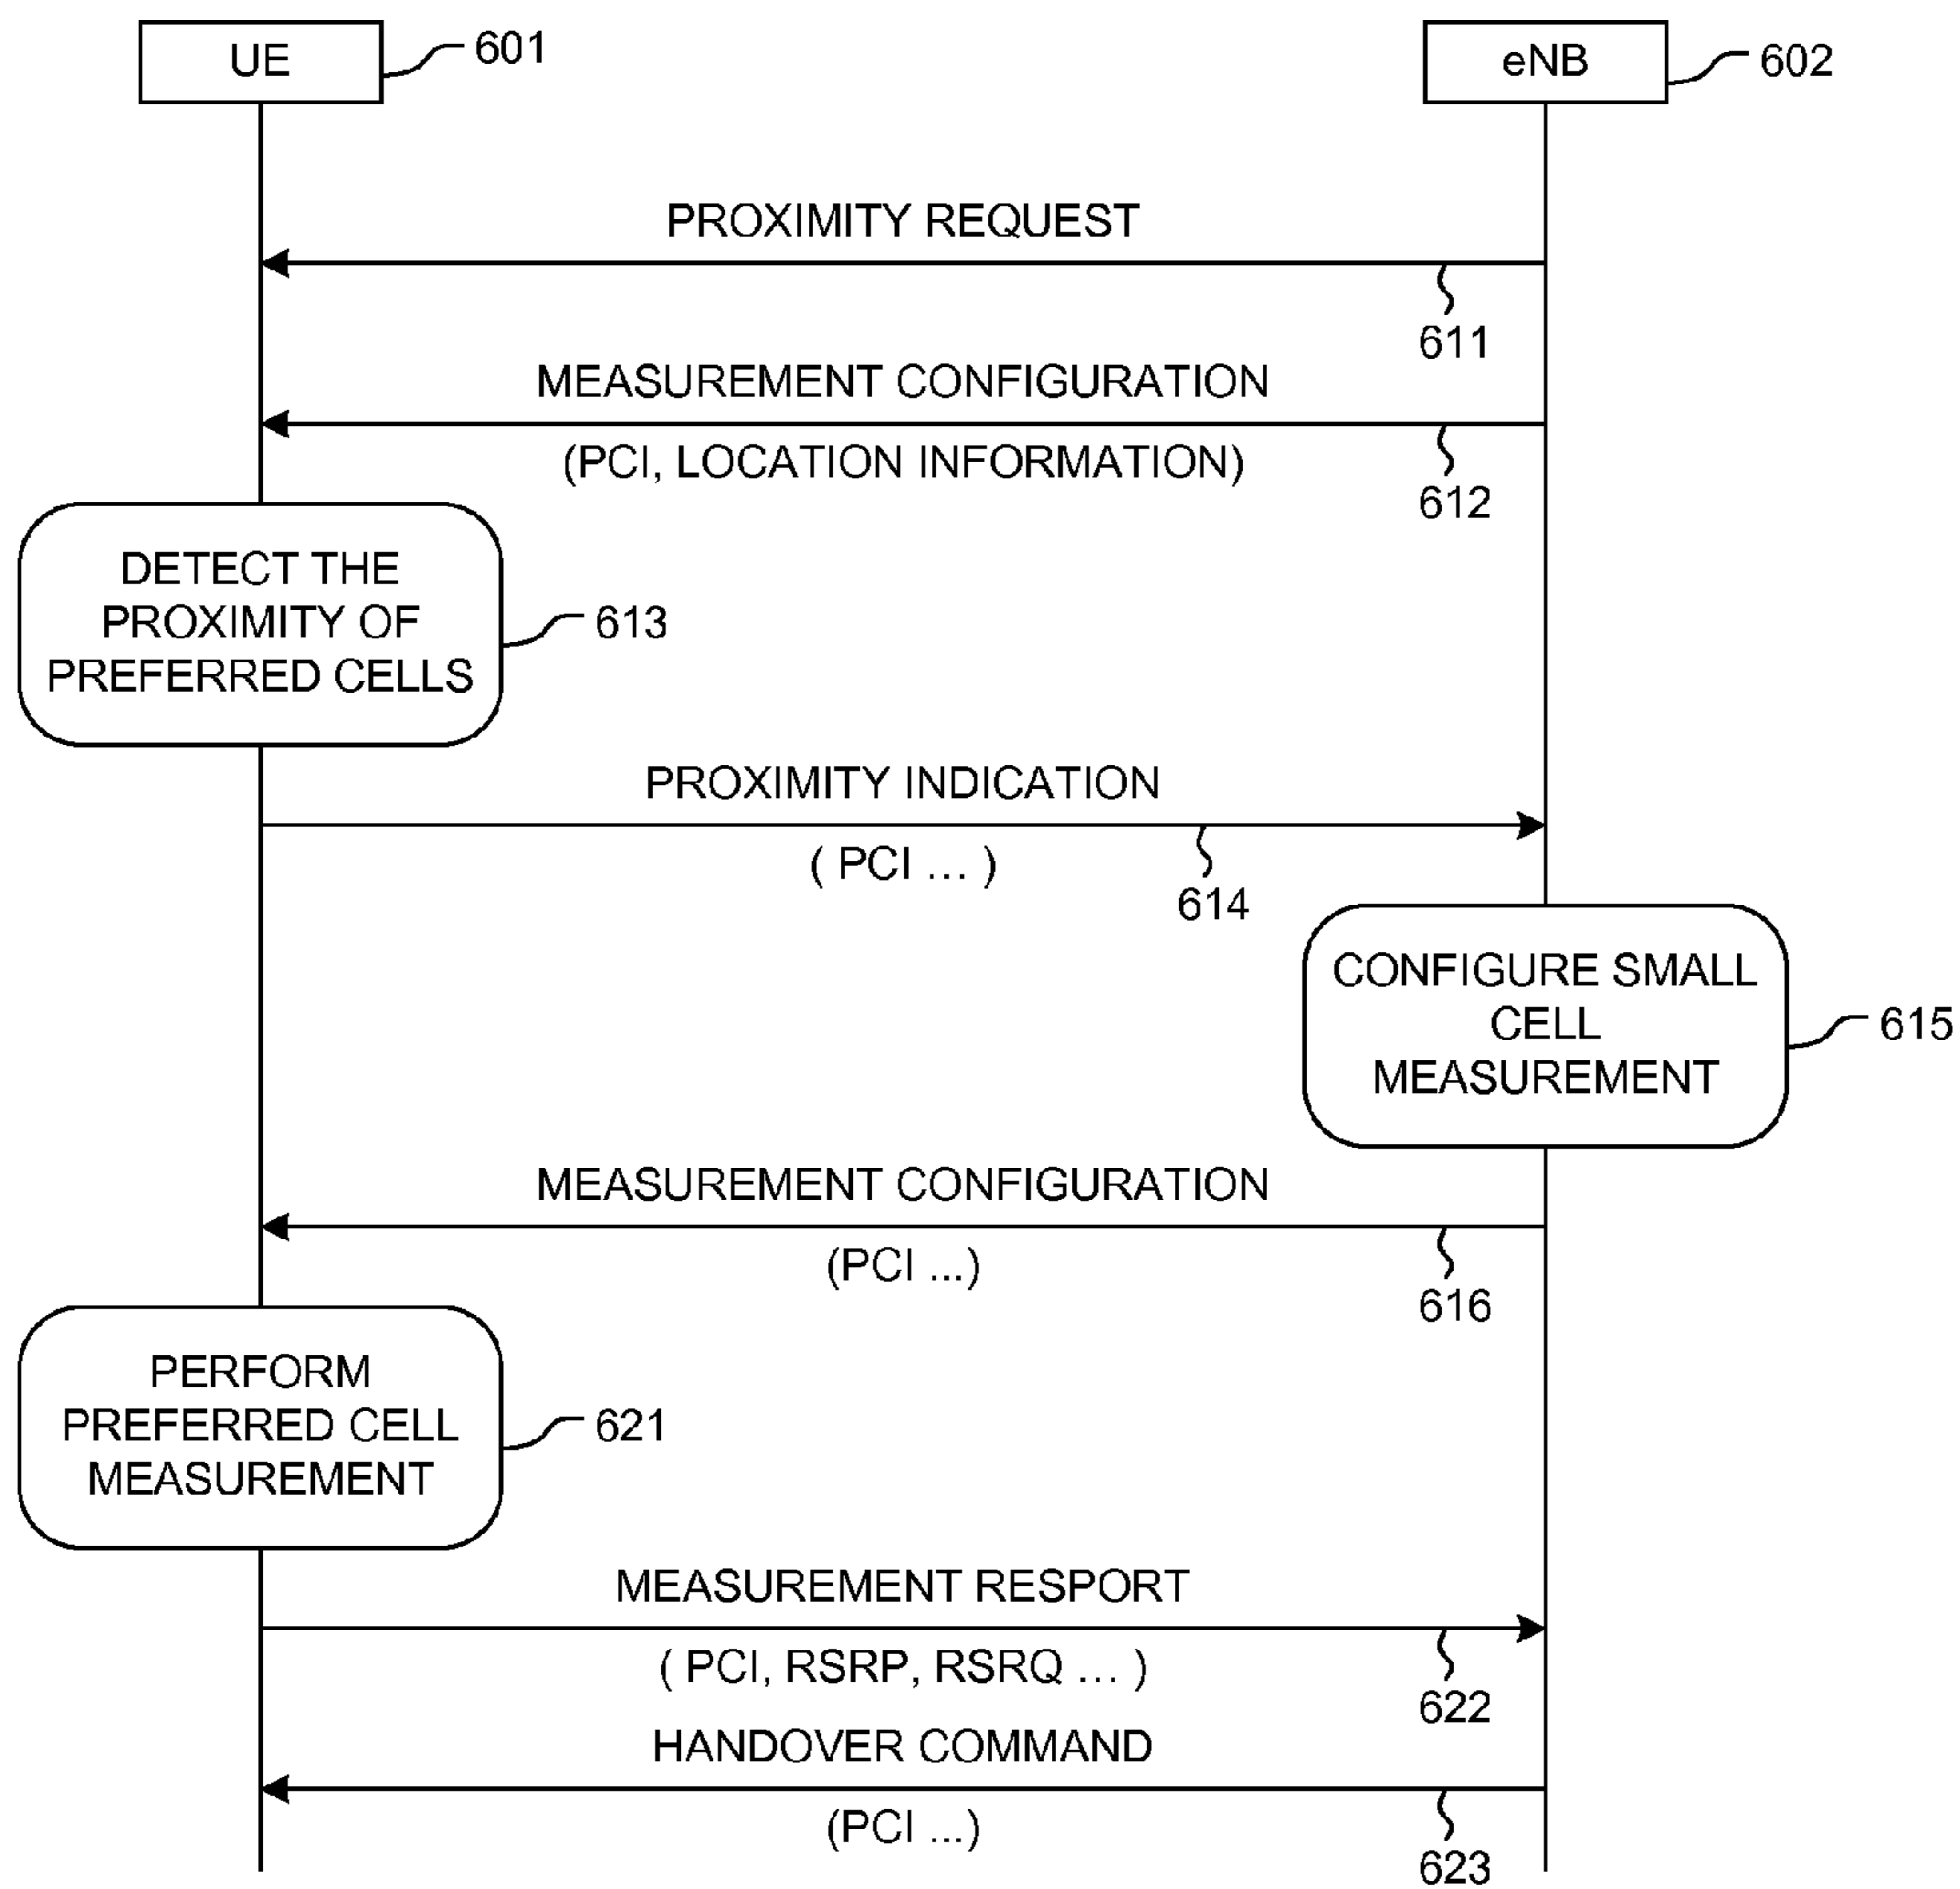 UE
601
eNB
602
PROXIMITY REQUEST
611
MEASUREMENT CONFIGURATION
(PCI, LOCATION INFORMATION)
612
DETECT THE
PROXIMITY OF
PREFERRED CELLS
613
PROXIMITY INDICATION
( PCI ... )
614
CONFIGURE SMALL
CELL
MEASUREMENT
615
MEASUREMENT CONFIGURATION
(PCI ...)
616
PERFORM
PREFERRED CELL
MEASUREMENT
621
MEASUREMENT RESPORT
( PCI, RSRP, RSRQ ... )
622
HANDOVER COMMAND
(PCI ...)
623